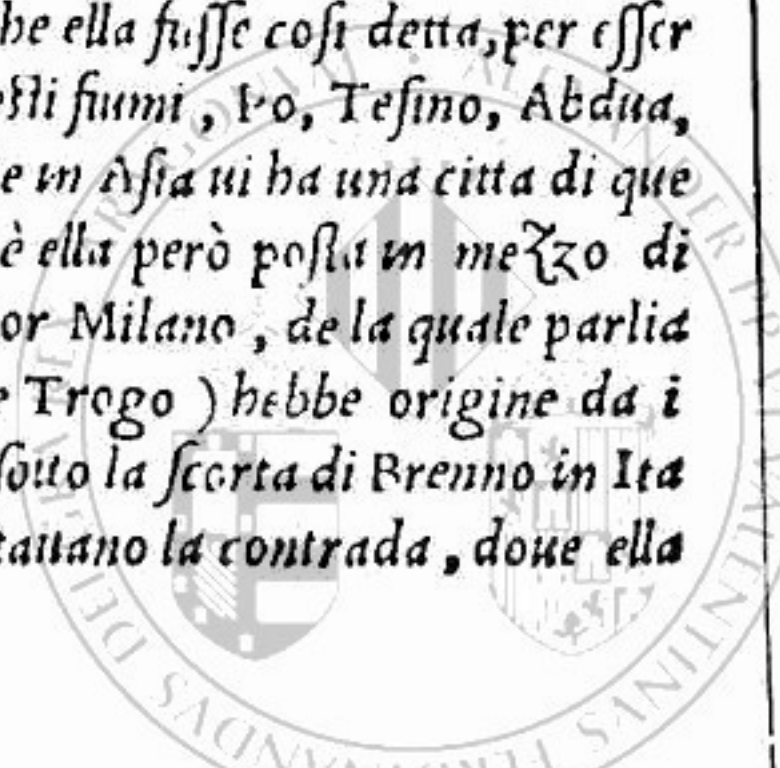 he ella fusse cosi detta, per esser
sti fiumi, Po, Tesino, Abdua,
e in Asia ui ha una citta di que
è ella però posta in mezzo di
or Milano, de la quale parlia
e Trogo ) hebbe origine da i
sotto la scorta di Brenno in Ita
tauano la contrada, doue ella